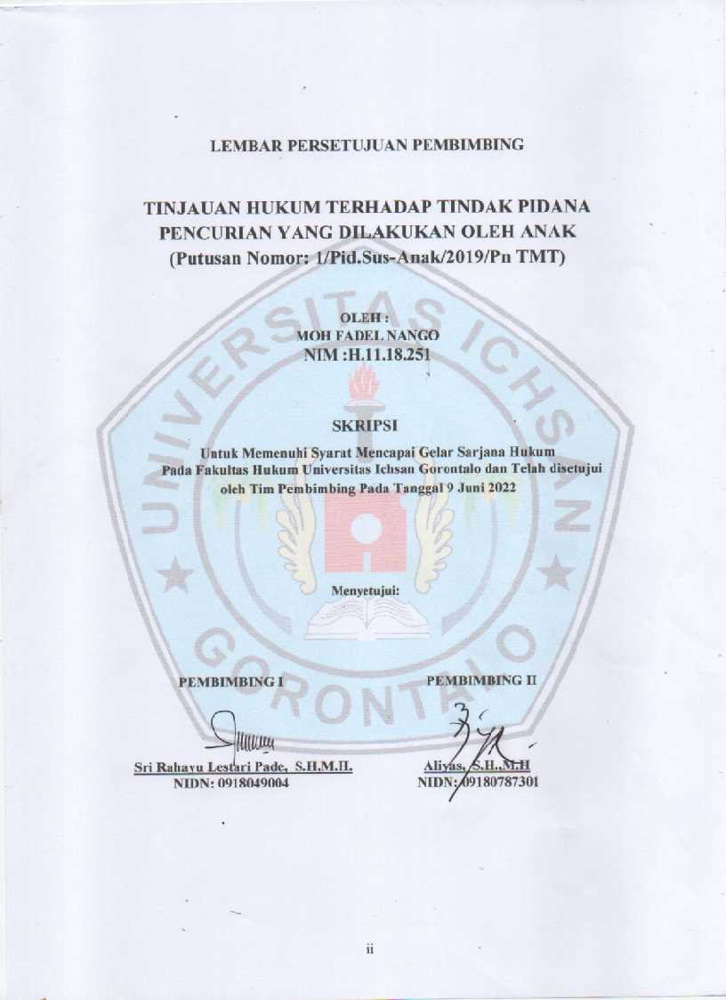 LEMBAR PERSETUJUAN PEMBIMBING
TINJAUAN HUKUM TERHADAP TINDAK PIDANA
PENCURIAN YANG DILAKUKAN OLEH ANAK
(Putusan Nomor: 1/Pid.Sus-Anak/2019/Pn TMT)
OLEH :
MOH FADEL NANGO
NIM :H.11.18.251
UNIVERSITAS ICHSAN
SKRIPSI
Untuk Memenuhi Syarat Mencapai Gelar Sarjana Hukum
Pada Fakultas Hukum Universitas Ichsan Gorontalo dan Telah disetujui
oleh Tim Pembimbing Pada Tanggal 9 Juni 2022
Menyetujui:
GORONTALO
PEMBIMBING I
PEMBIMBING II
Sri Rahayu Lestari Pade, S.H,M.H.
NIDN: 0918049004
Aliyas, S.H.,M.H
NIDN: 09180787301
ii